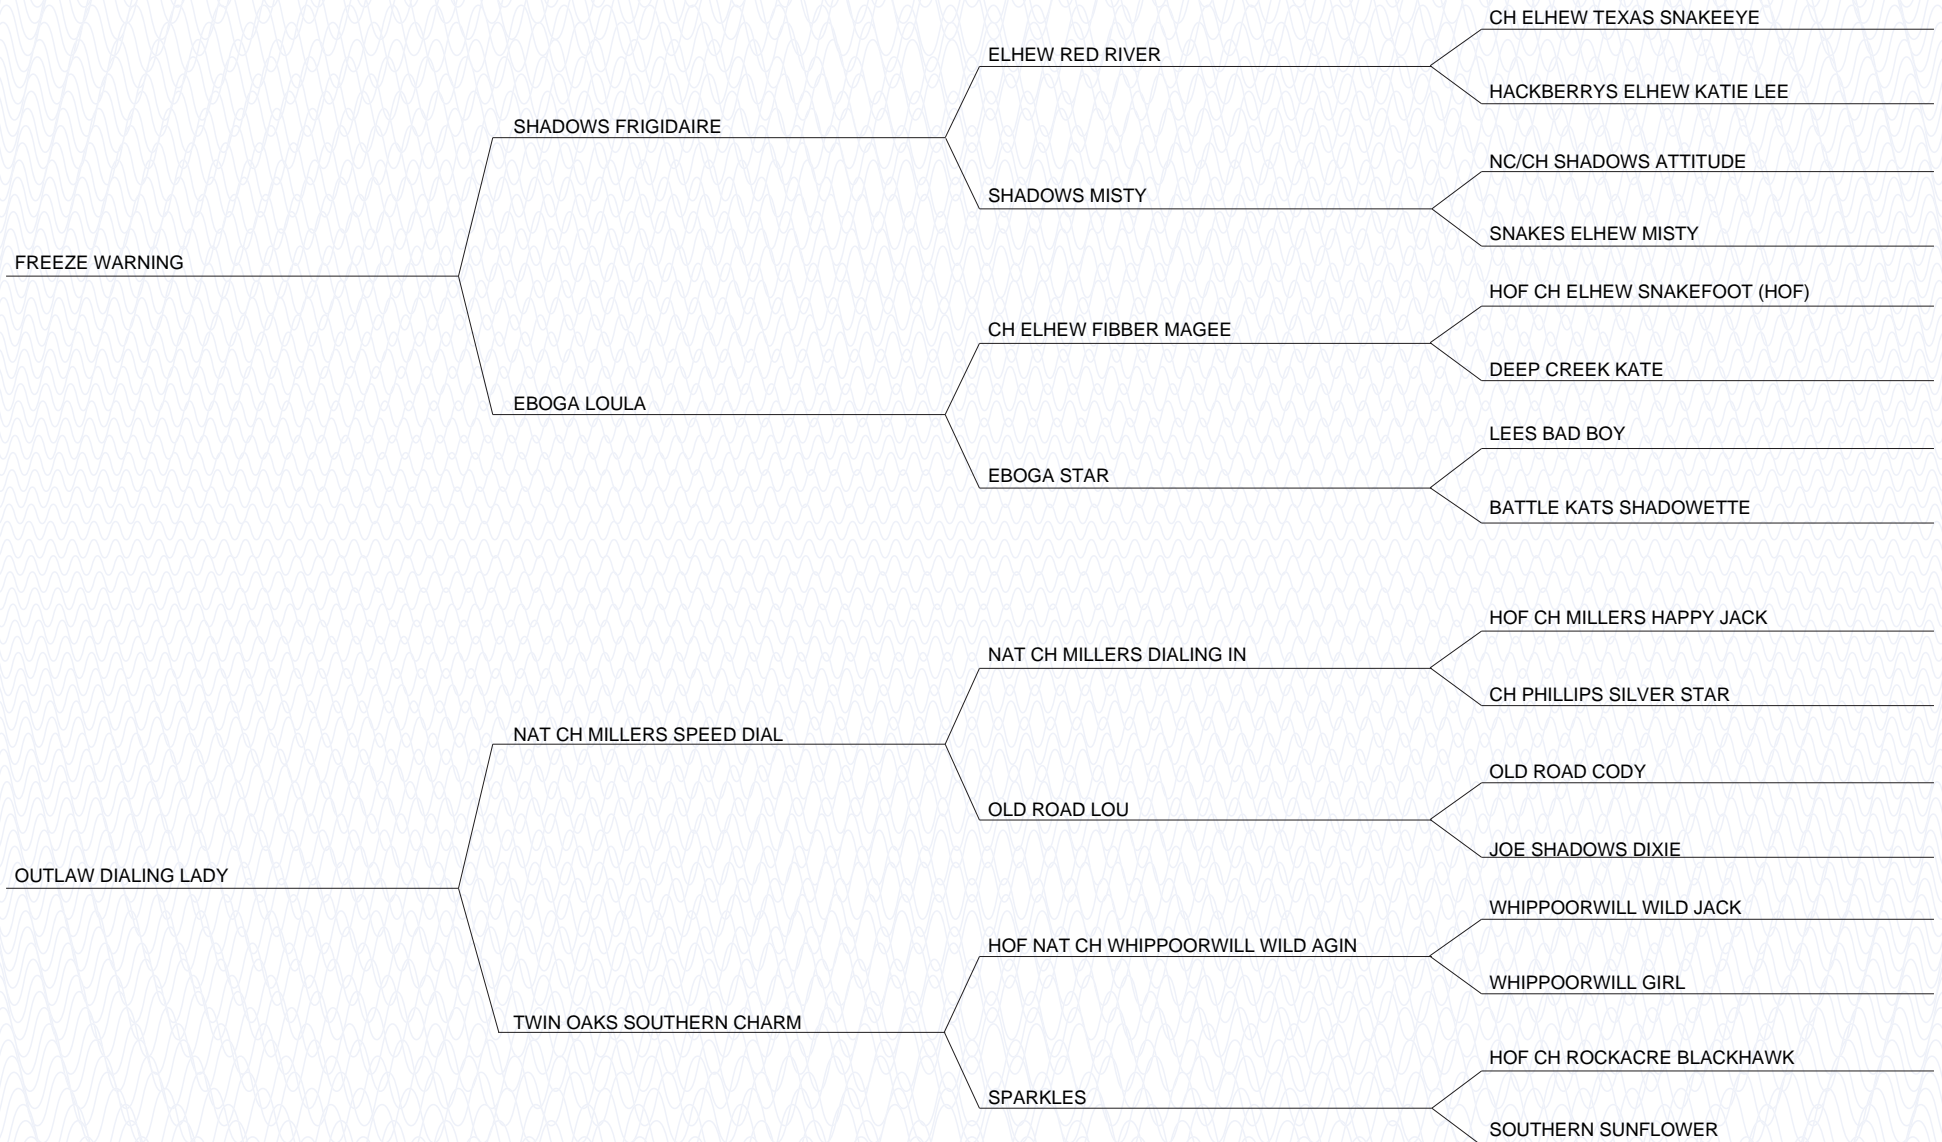 CH ELHEW TEXAS SNAKEEYE
ELHEW RED RIVER
HACKBERRYS ELHEW KATIE LEE
SHADOWS FRIGIDAIRE
NC/CH SHADOWS ATTITUDE
SHADOWS MISTY
SNAKES ELHEW MISTY
FREEZE WARNING
HOF CH ELHEW SNAKEFOOT (HOF)
CH ELHEW FIBBER MAGEE
DEEP CREEK KATE
EBOGA LOULA
LEES BAD BOY
EBOGA STAR
BATTLE KATS SHADOWETTE
HOF CH MILLERS HAPPY JACK
NAT CH MILLERS DIALING IN
CH PHILLIPS SILVER STAR
NAT CH MILLERS SPEED DIAL
OLD ROAD CODY
OLD ROAD LOU
JOE SHADOWS DIXIE
OUTLAW DIALING LADY
WHIPPOORWILL WILD JACK
HOF NAT CH WHIPPOORWILL WILD AGIN
WHIPPOORWILL GIRL
TWIN OAKS SOUTHERN CHARM
HOF CH ROCKACRE BLACKHAWK
SPARKLES
SOUTHERN SUNFLOWER